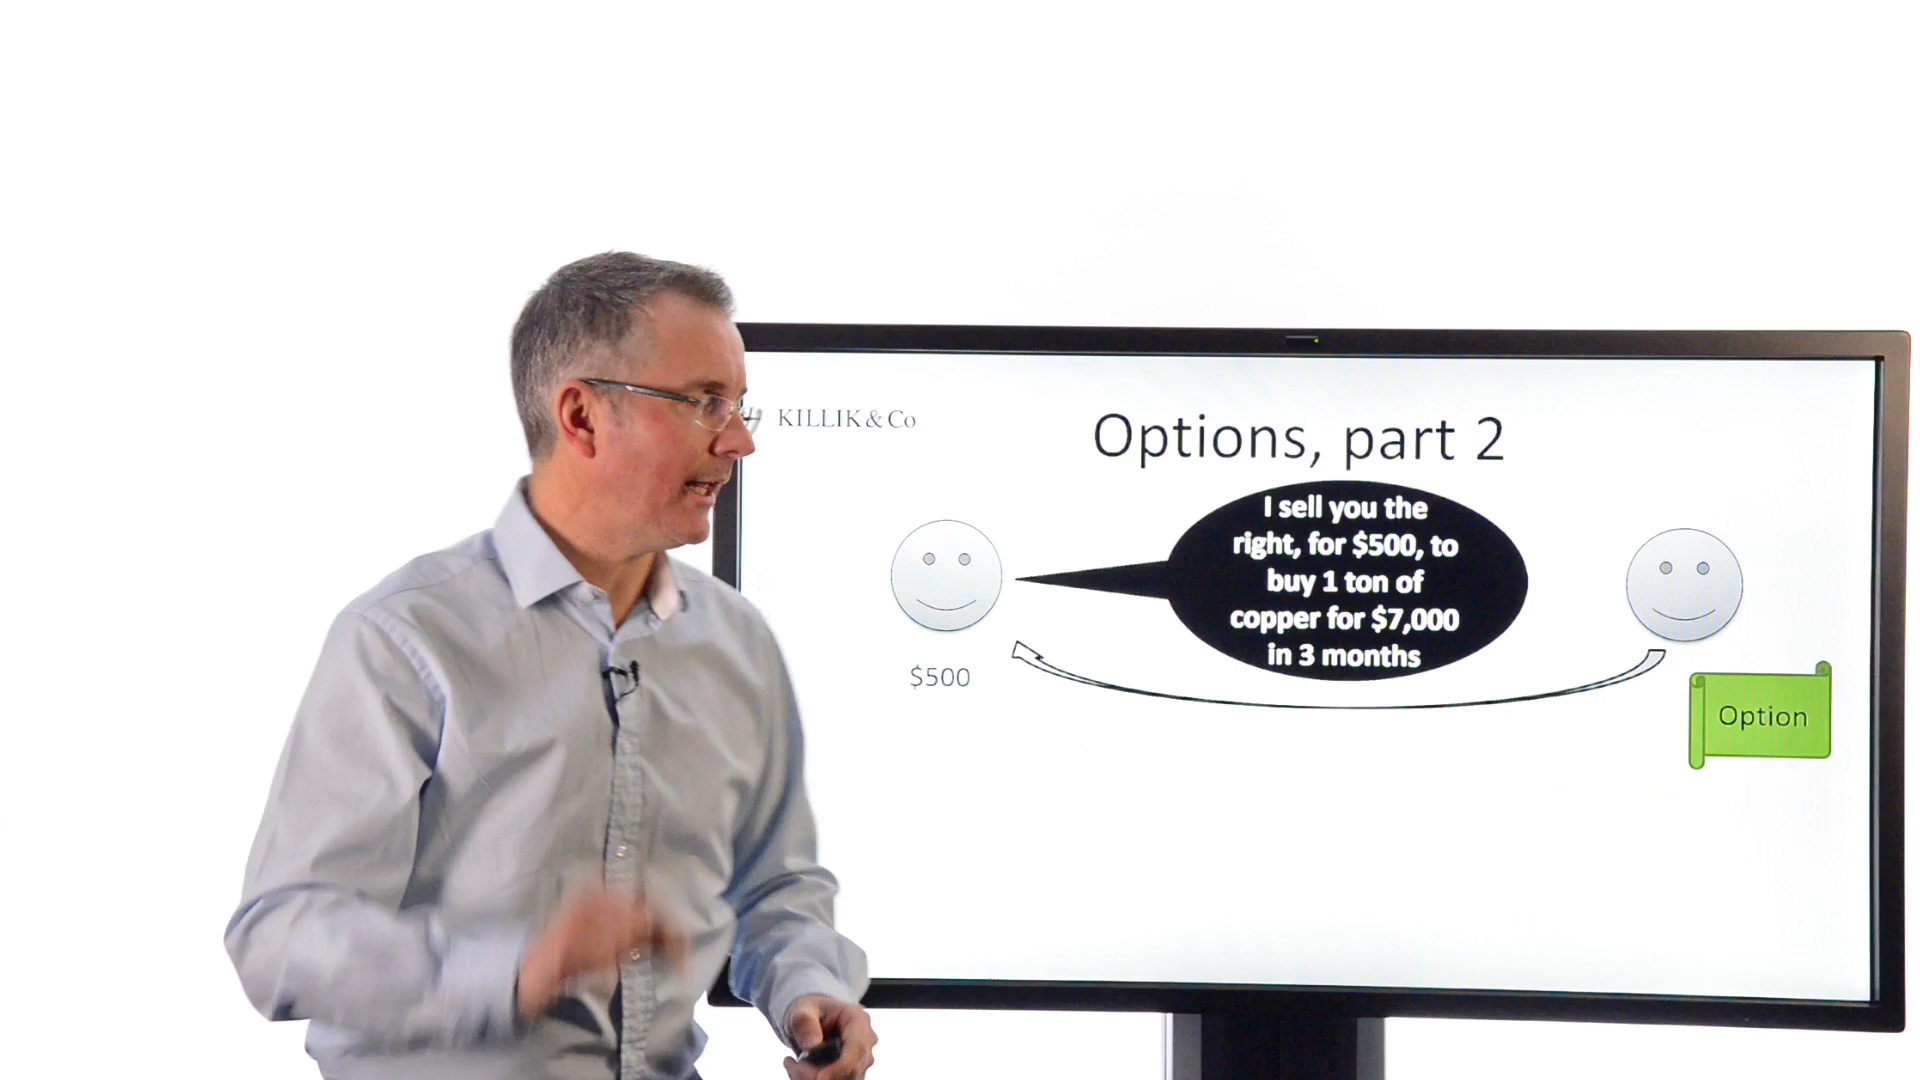 KILLIK & Co
Options, part 2
I sell you the
right, for $500, to
buy 1 ton of
copper for $7,000
in 3 months
$500
Option